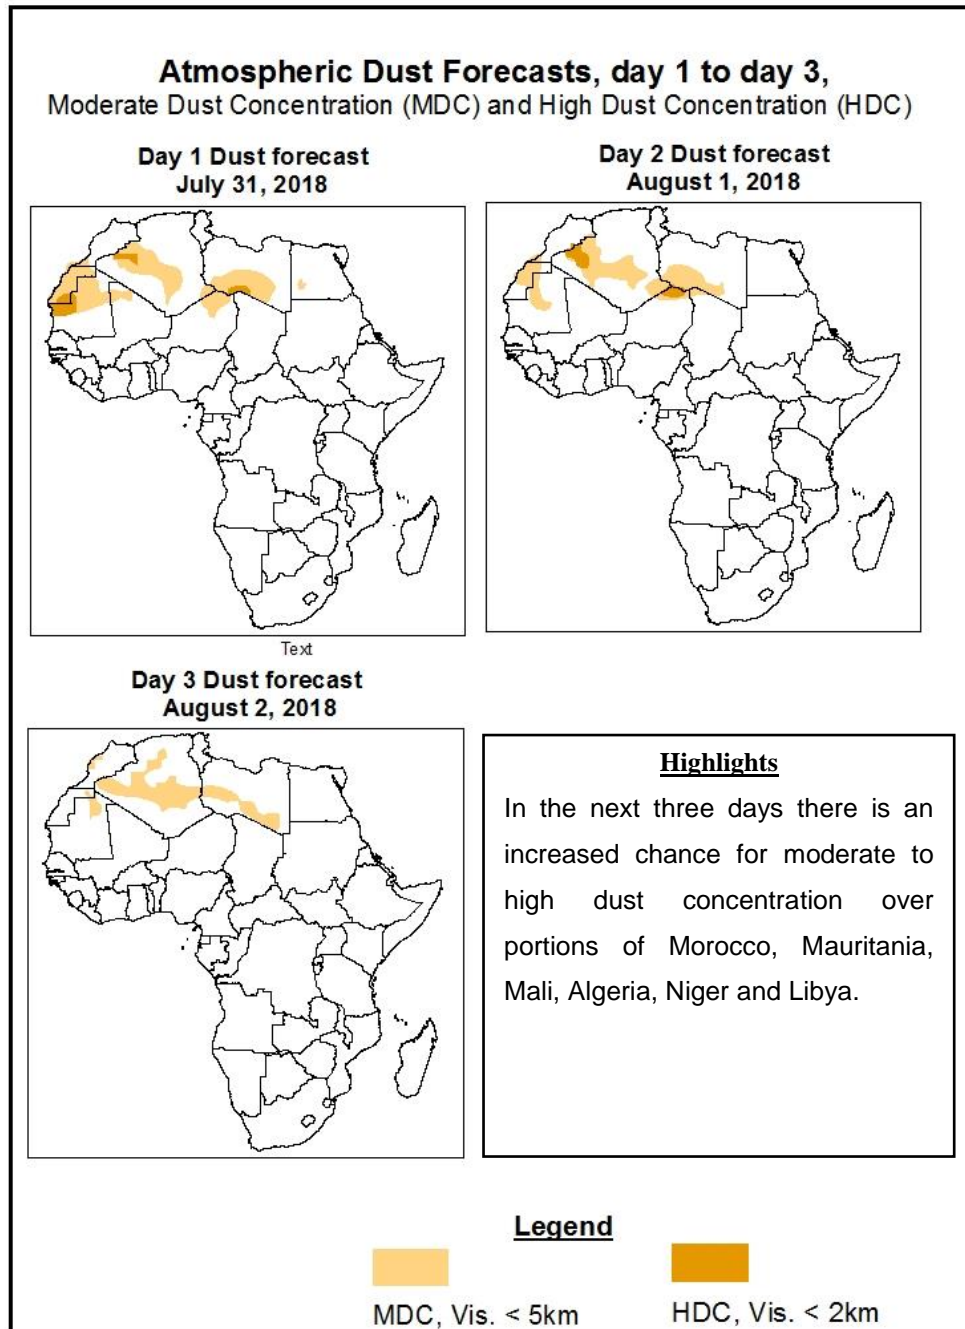 Atmospheric Dust Forecasts, day 1 to day 3,
Moderate Dust Concentration (MDC) and High Dust Concentration (HDC)
Day 1 Dust forecast
July 31, 2018
Day 2 Dust forecast
August 1, 2018
Text
Day 3 Dust forecast
August 2, 2018
Highlights
In the next three days there is an
increased chance for moderate to
high dust concentration over
portions of Morocco, Mauritania,
Mali, Algeria, Niger and Libya.
Legend
MDC, Vis. < 5km
HDC, Vis. < 2km